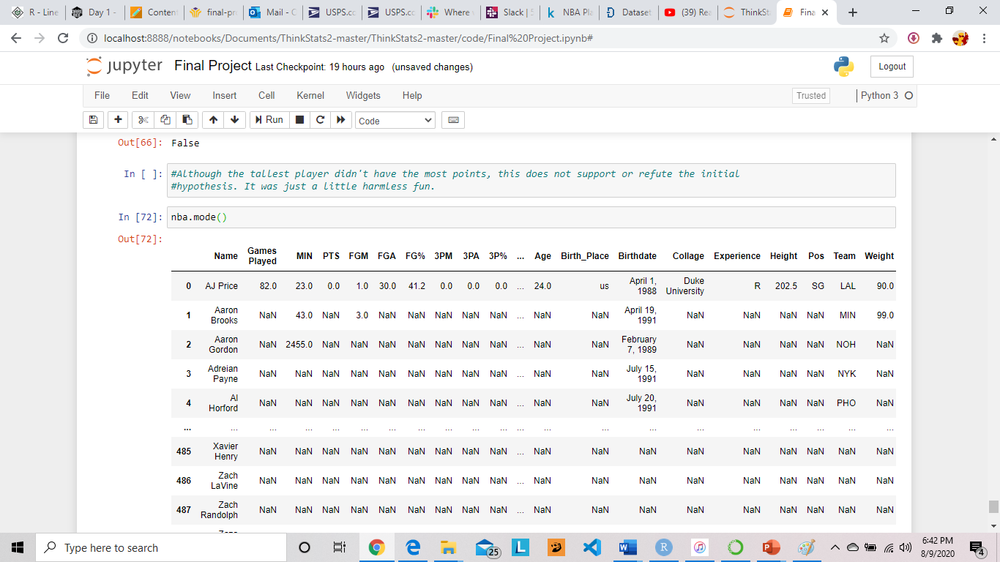 R - Line
Day 1 -
Content
final-pr
Mail - C
USPS.cc
USPS.cc
Where
Slack | S
NBA Pla
Dataset
(39) Rea
ThinkSta
Fina
localhost:8888/notebooks/Documents/ThinkStats2-master/ThinkStats2-master/code/Final%20Project.ipynb#
jupyter Final Project Last Checkpoint: 19 hours ago (unsaved changes)
Logout
File Edit View Insert Cell Kernel Widgets Help
Trusted
Python 3
Run
Code
Out[66]: False
In [ ]: #Although the tallest player didn't have the most points, this does not support or refute the initial
#hypothesis. It was just a little harmless fun.
In [72]: nba.mode()
Out[72]:
Name Games Played MIN PTS FGM FGA FG% 3PM 3PA 3P% ... Age Birth_Place Birthdate Collage Experience Height Pos Team Weight
0 AJ Price 82.0 23.0 0.0 1.0 30.0 41.2 0.0 0.0 0.0 ... 24.0 us April 1, 1988 Duke University R 202.5 SG LAL 90.0
1 Aaron Brooks NaN 43.0 NaN 3.0 NaN NaN NaN NaN NaN ... NaN NaN April 19, 1991 NaN NaN NaN NaN MIN 99.0
2 Aaron Gordon NaN 2455.0 NaN NaN NaN NaN NaN NaN NaN ... NaN NaN February 7, 1989 NaN NaN NaN NaN NOH NaN
3 Adreian Payne NaN NaN NaN NaN NaN NaN NaN NaN NaN ... NaN NaN July 15, 1991 NaN NaN NaN NaN NYK NaN
4 Al Horford NaN NaN NaN NaN NaN NaN NaN NaN NaN ... NaN NaN July 20, 1991 NaN NaN NaN NaN PHO NaN
... ... ... ... ... ... ... ... ... ... ... ... ... ... ... ... ... ... ... ... ...
485 Xavier Henry NaN NaN NaN NaN NaN NaN NaN NaN NaN ... NaN NaN NaN NaN NaN NaN NaN NaN NaN
486 Zach LaVine NaN NaN NaN NaN NaN NaN NaN NaN NaN ... NaN NaN NaN NaN NaN NaN NaN NaN NaN
487 Zach Randolph NaN NaN NaN NaN NaN NaN NaN NaN NaN ... NaN NaN NaN NaN NaN NaN NaN NaN NaN
Type here to search
25
6:42 PM
8/9/2020
4